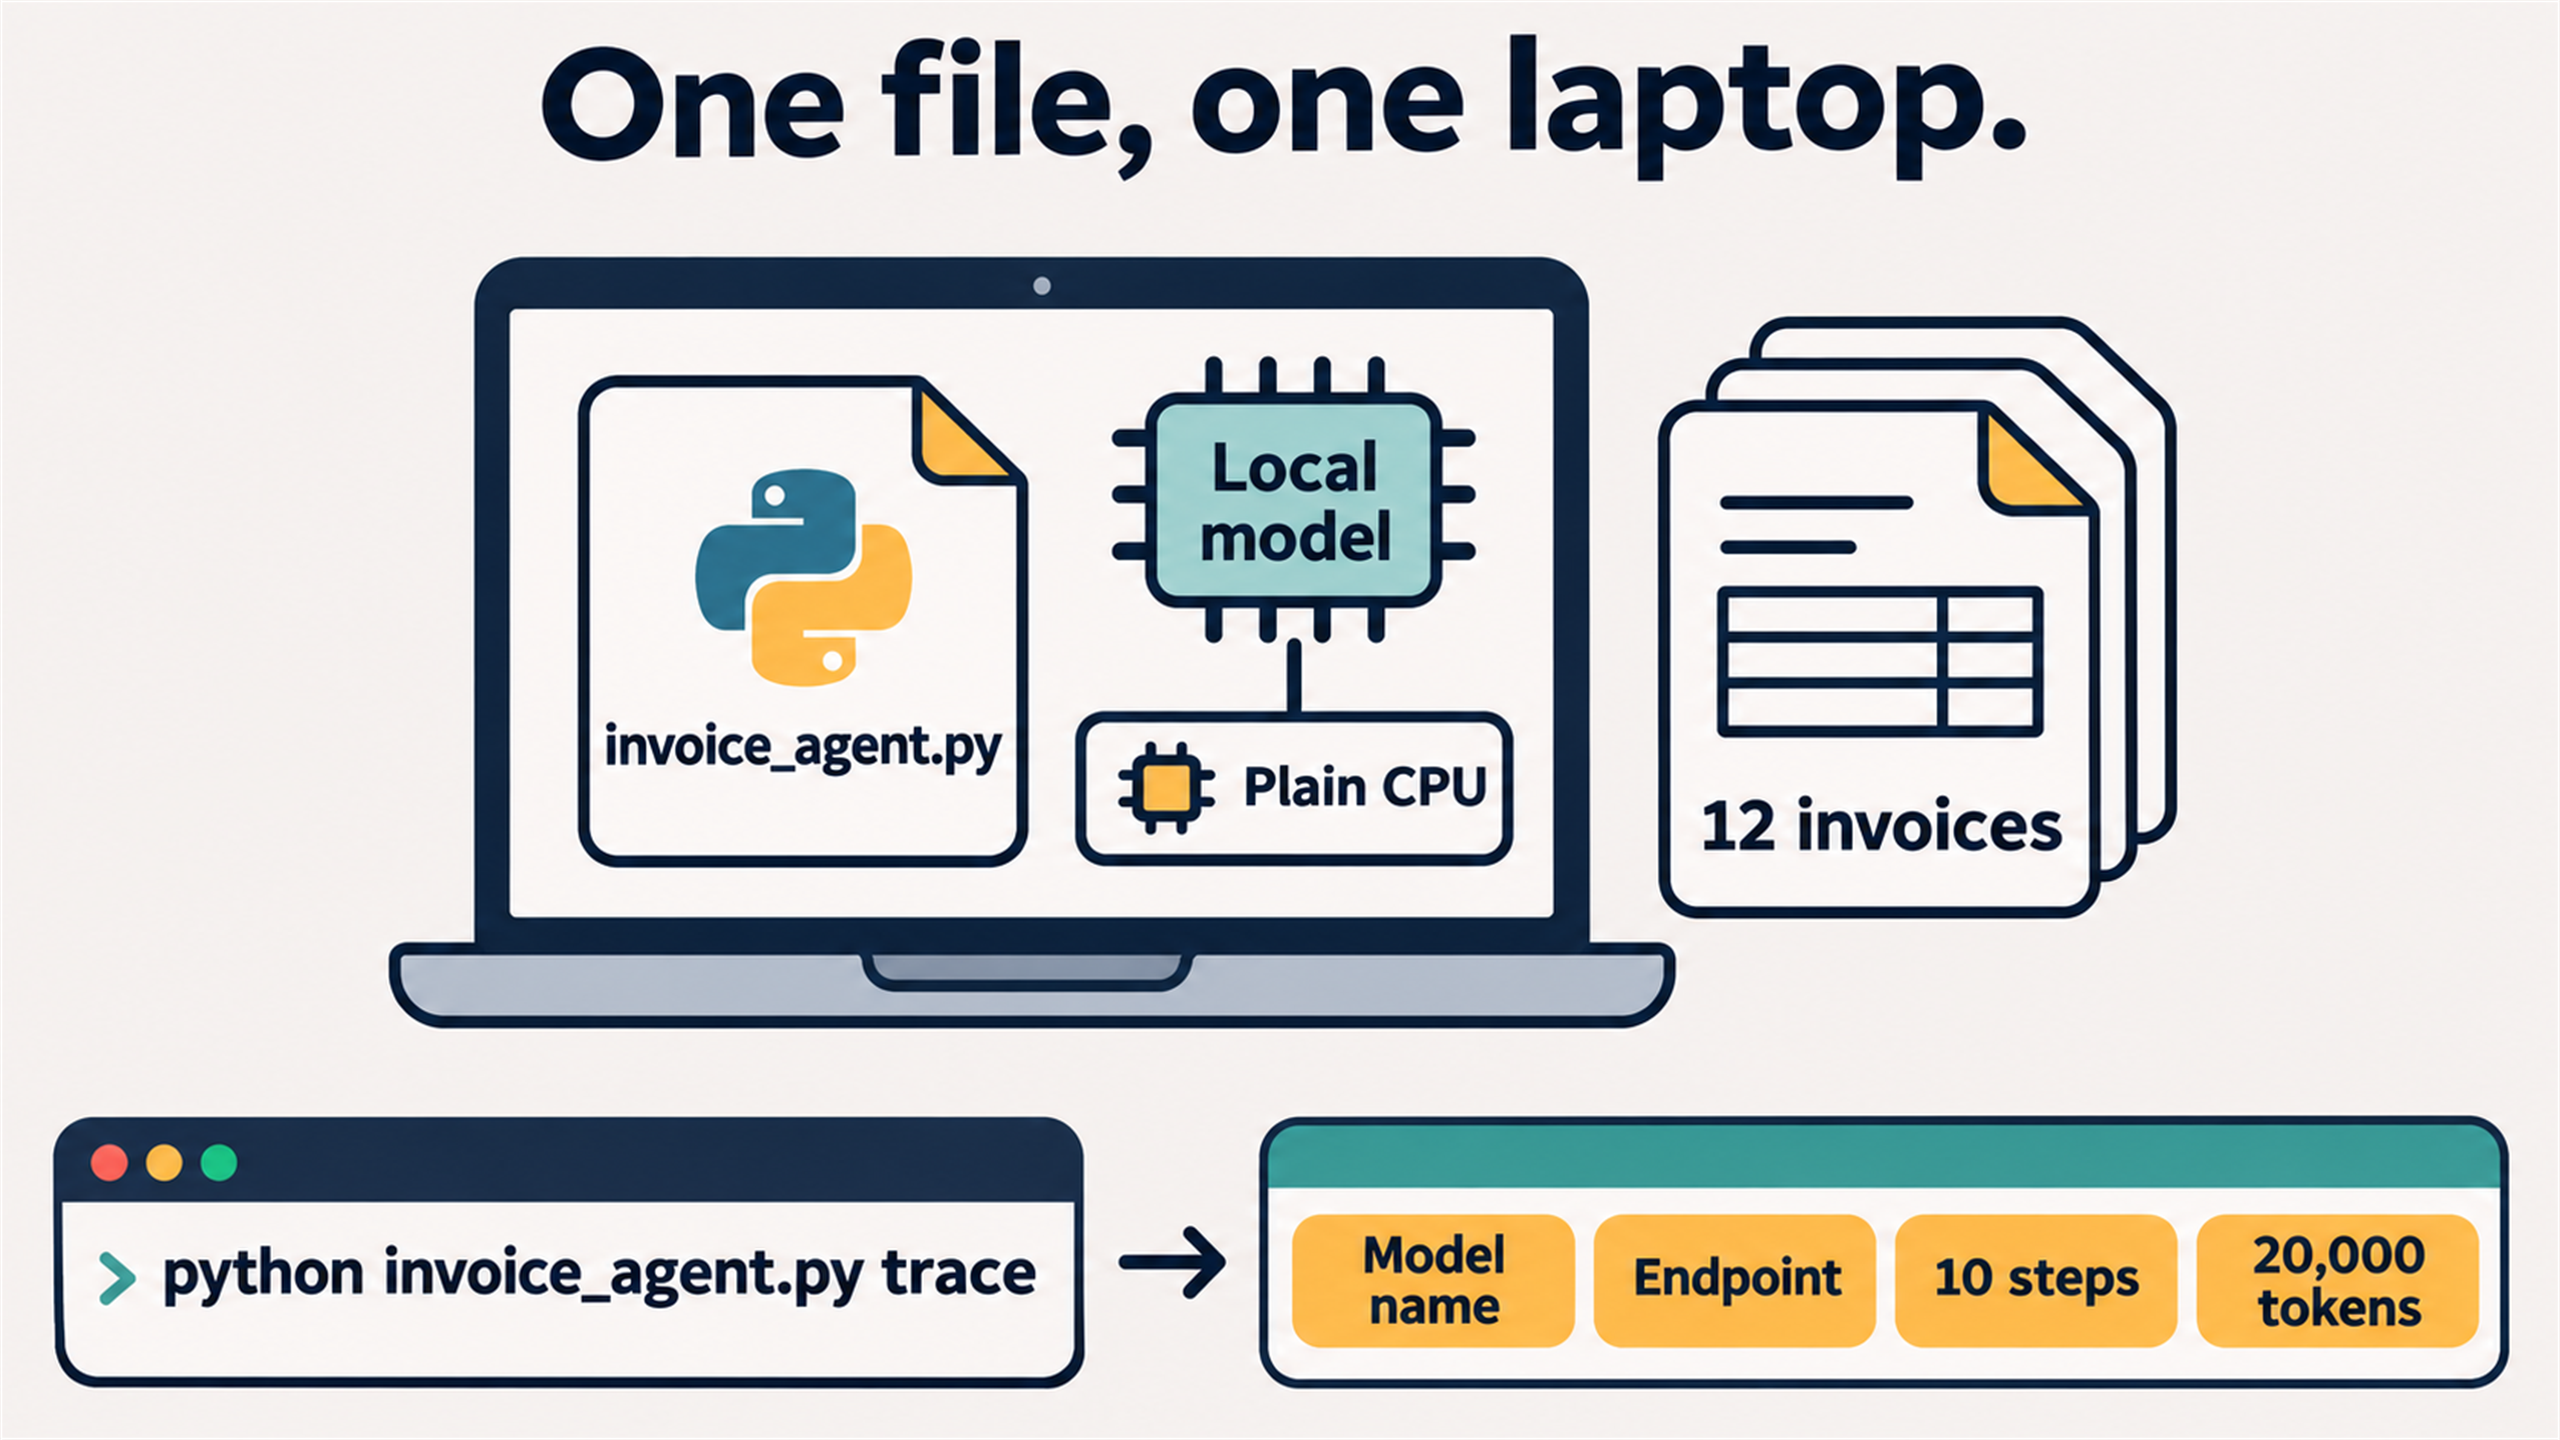 One file, one laptop.
invoice_agent.py
Local
model
Plain CPU
12 invoices
python invoice_agent.py trace
Model
name
Endpoint
10 steps
20,000
tokens